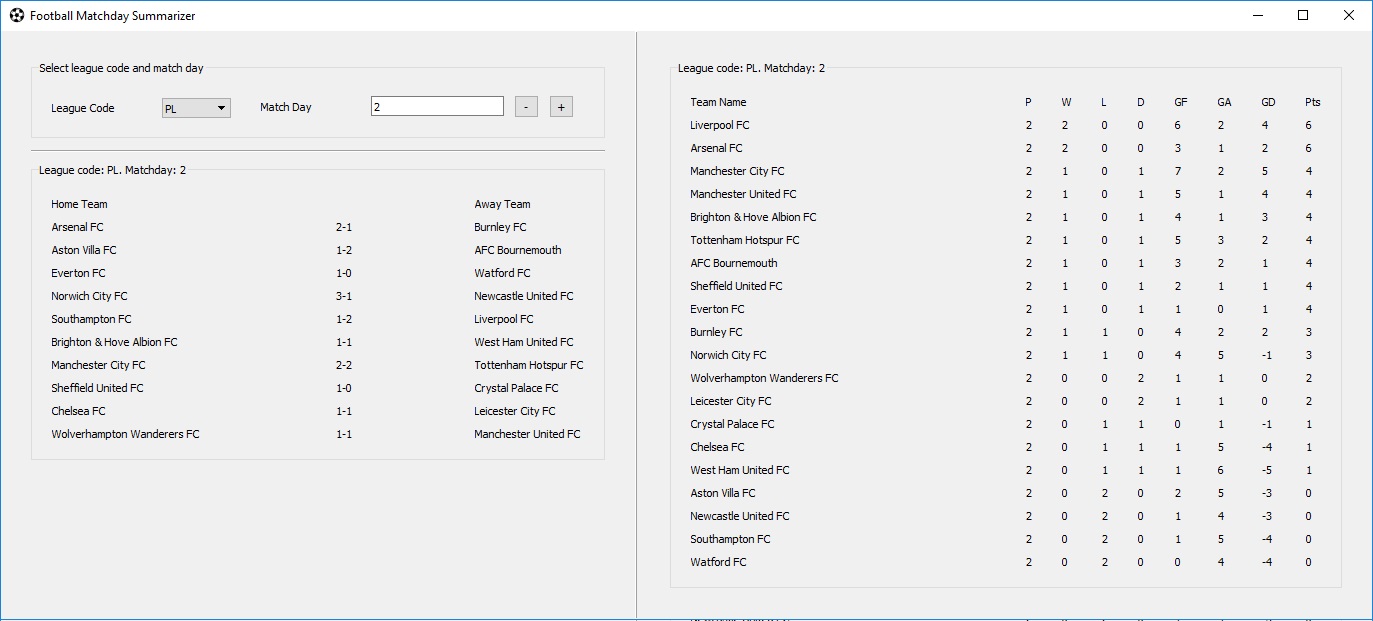 Football Matchday Summarizer
Select league code and match day
League Code PL Match Day 2 - +
League code: PL. Matchday: 2
Home Team Away Team
Arsenal FC 2-1 Burnley FC
Aston Villa FC 1-2 AFC Bournemouth
Everton FC 1-0 Watford FC
Norwich City FC 3-1 Newcastle United FC
Southampton FC 1-2 Liverpool FC
Brighton & Hove Albion FC 1-1 West Ham United FC
Manchester City FC 2-2 Tottenham Hotspur FC
Sheffield United FC 1-0 Crystal Palace FC
Chelsea FC 1-1 Leicester City FC
Wolverhampton Wanderers FC 1-1 Manchester United FC
League code: PL. Matchday: 2
Team Name P W L D GF GA GD Pts
Liverpool FC 2 2 0 0 6 2 4 6
Arsenal FC 2 2 0 0 3 1 2 6
Manchester City FC 2 1 0 1 7 2 5 4
Manchester United FC 2 1 0 1 5 1 4 4
Brighton & Hove Albion FC 2 1 0 1 4 1 3 4
Tottenham Hotspur FC 2 1 0 1 5 3 2 4
AFC Bournemouth 2 1 0 1 3 2 1 4
Sheffield United FC 2 1 0 1 2 1 1 4
Everton FC 2 1 0 1 1 0 1 4
Burnley FC 2 1 1 0 4 2 2 3
Norwich City FC 2 1 1 0 4 5 -1 3
Wolverhampton Wanderers FC 2 0 0 2 1 1 0 2
Leicester City FC 2 0 0 2 1 1 0 2
Crystal Palace FC 2 0 1 1 0 1 -1 1
Chelsea FC 2 0 1 1 1 5 -4 1
West Ham United FC 2 0 1 1 1 6 -5 1
Aston Villa FC 2 0 2 0 2 5 -3 0
Newcastle United FC 2 0 2 0 1 4 -3 0
Southampton FC 2 0 2 0 1 5 -4 0
Watford FC 2 0 2 0 0 4 -4 0